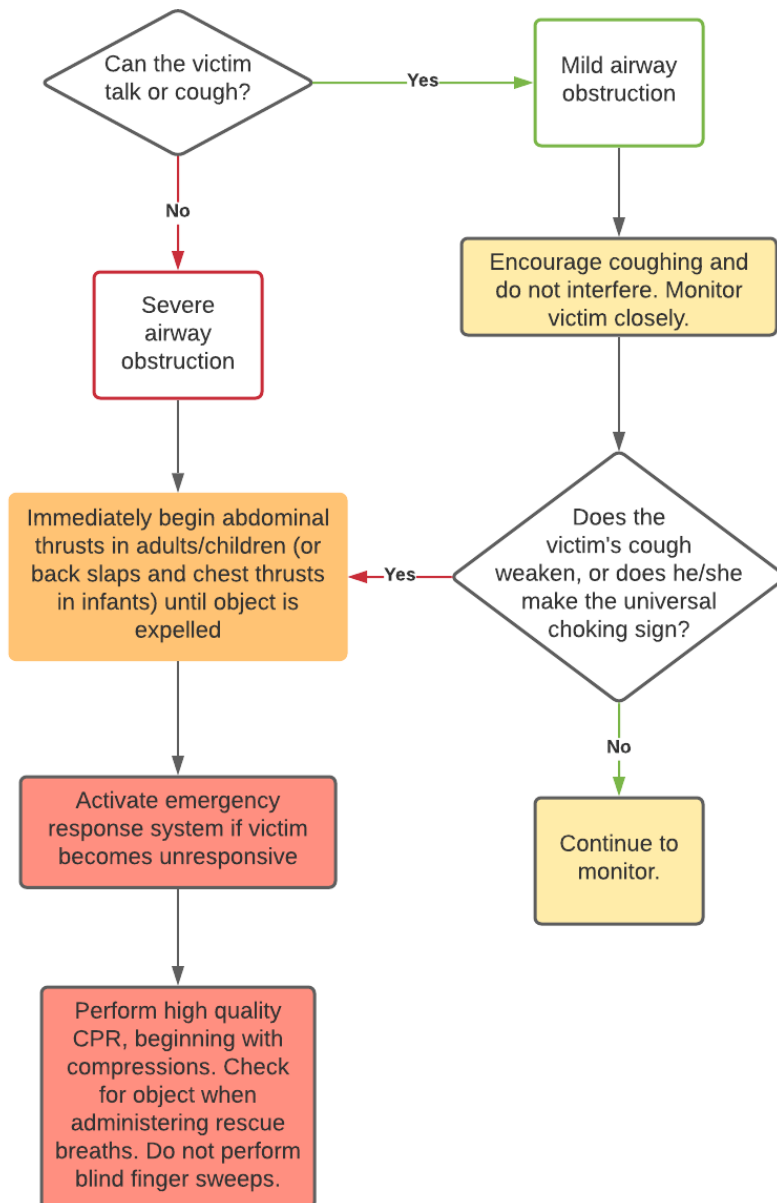 Can the victim
talk or cough?
Yes
Mild airway
obstruction
No
Severe
airway
obstruction
Encourage coughing and
do not interfere. Monitor
victim closely.
Immediately begin abdominal
thrusts in adults/children (or
back slaps and chest thrusts
in infants) until object is
expelled
Yes
Does the
victim's cough
weaken, or does he/she
make the universal
choking sign?
No
Activate emergency
response system if victim
becomes unresponsive
Continue to
monitor.
Perform high quality
CPR, beginning with
compressions. Check
for object when
administering rescue
breaths. Do not perform
blind finger sweeps.